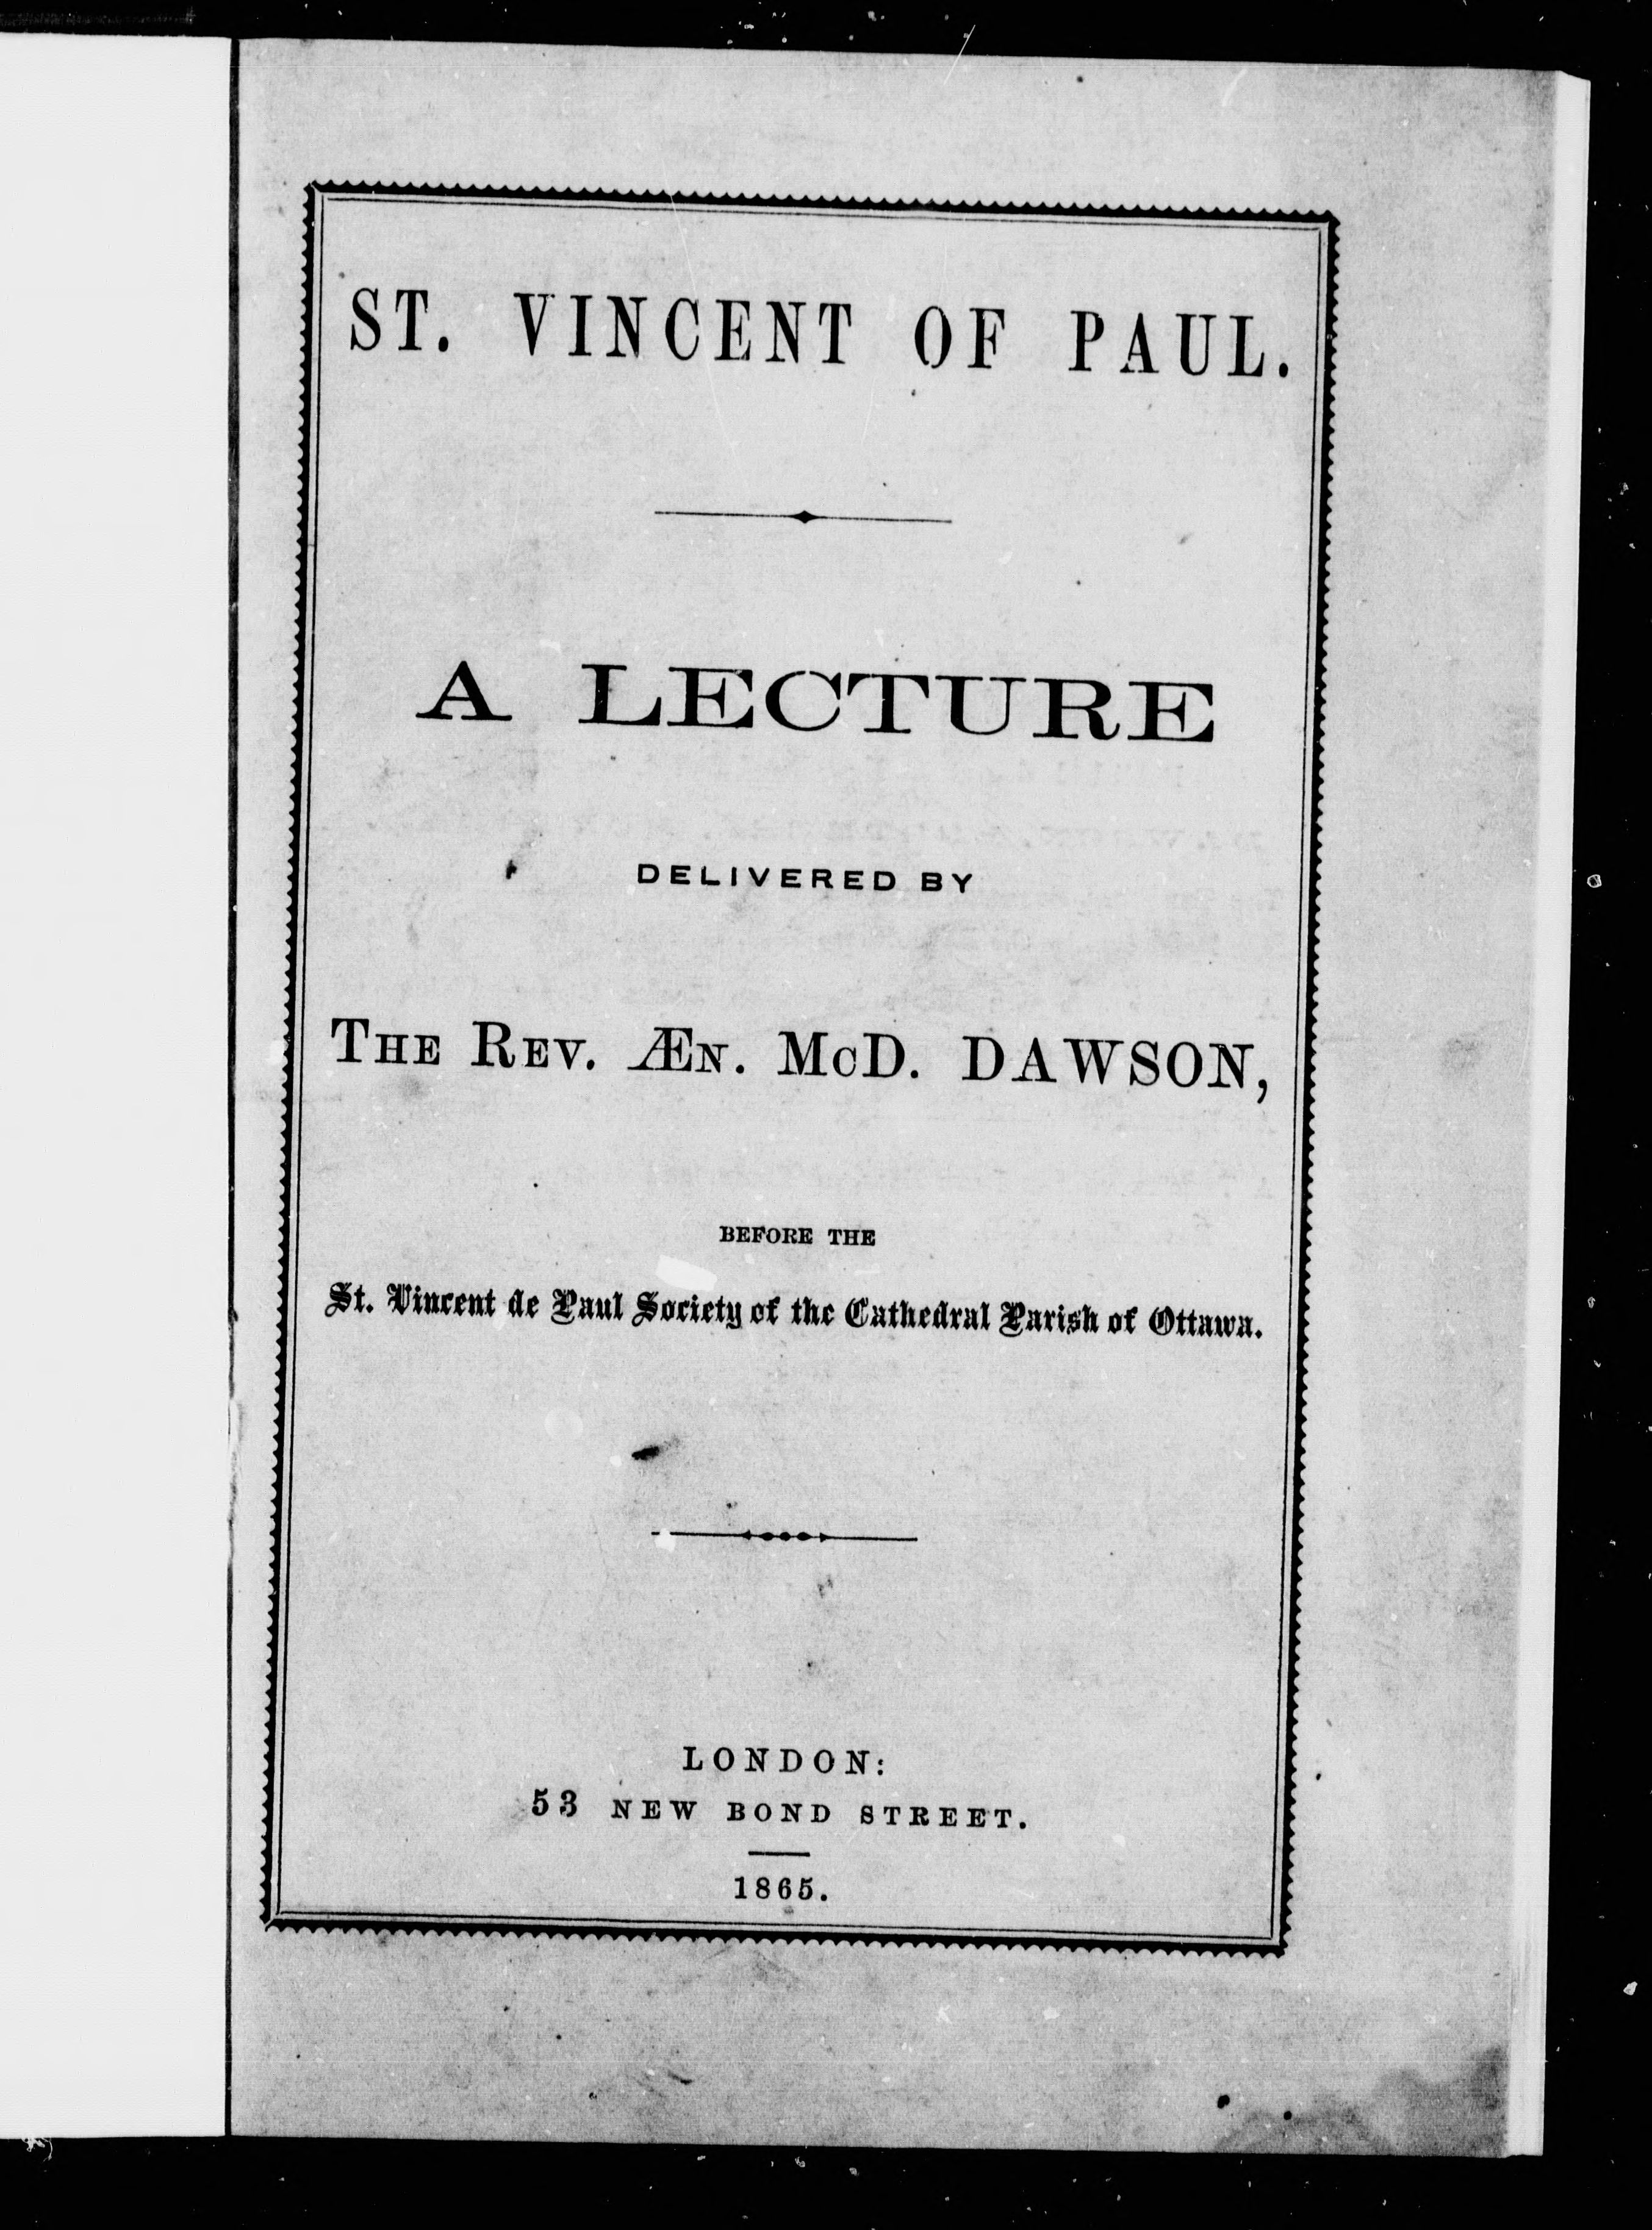 ST. VINCENT OF PAUL.
A LECTURE
DELIVERED BY
THE REV. ÆN. McD. DAWSON,
BEFORE THE
St. Vincent de Paul Society of the Cathedral Parish of Ottawa.
LONDON:
53 NEW BOND STREET.
1865.